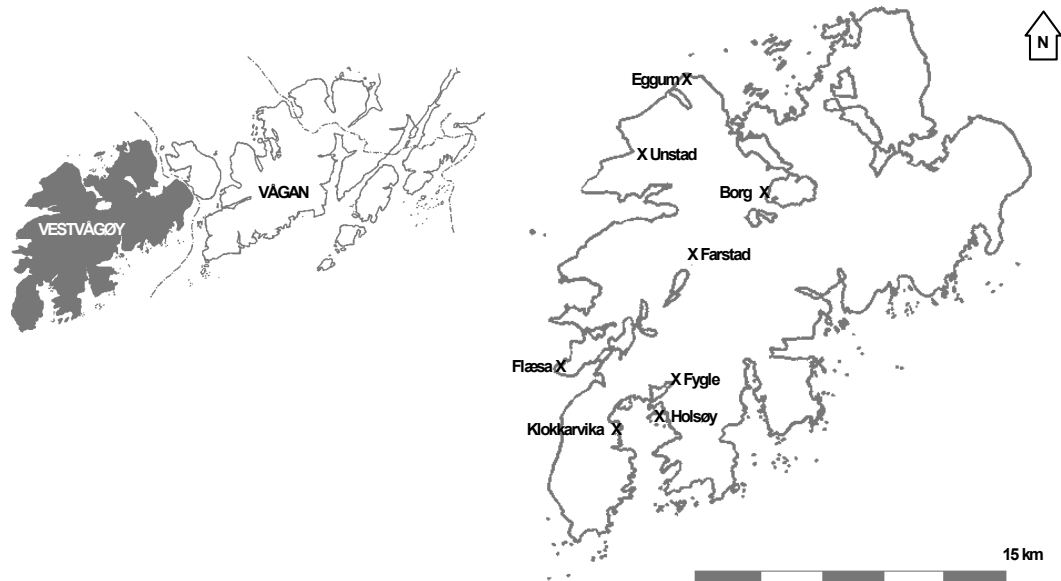 N
Eggum X
X Unstad
VÅGAN
Borg X
VESTVÅGØY
X Farstad
Flæsa X
X Fygle
X Holsøy
Klokkarvika X
15 km